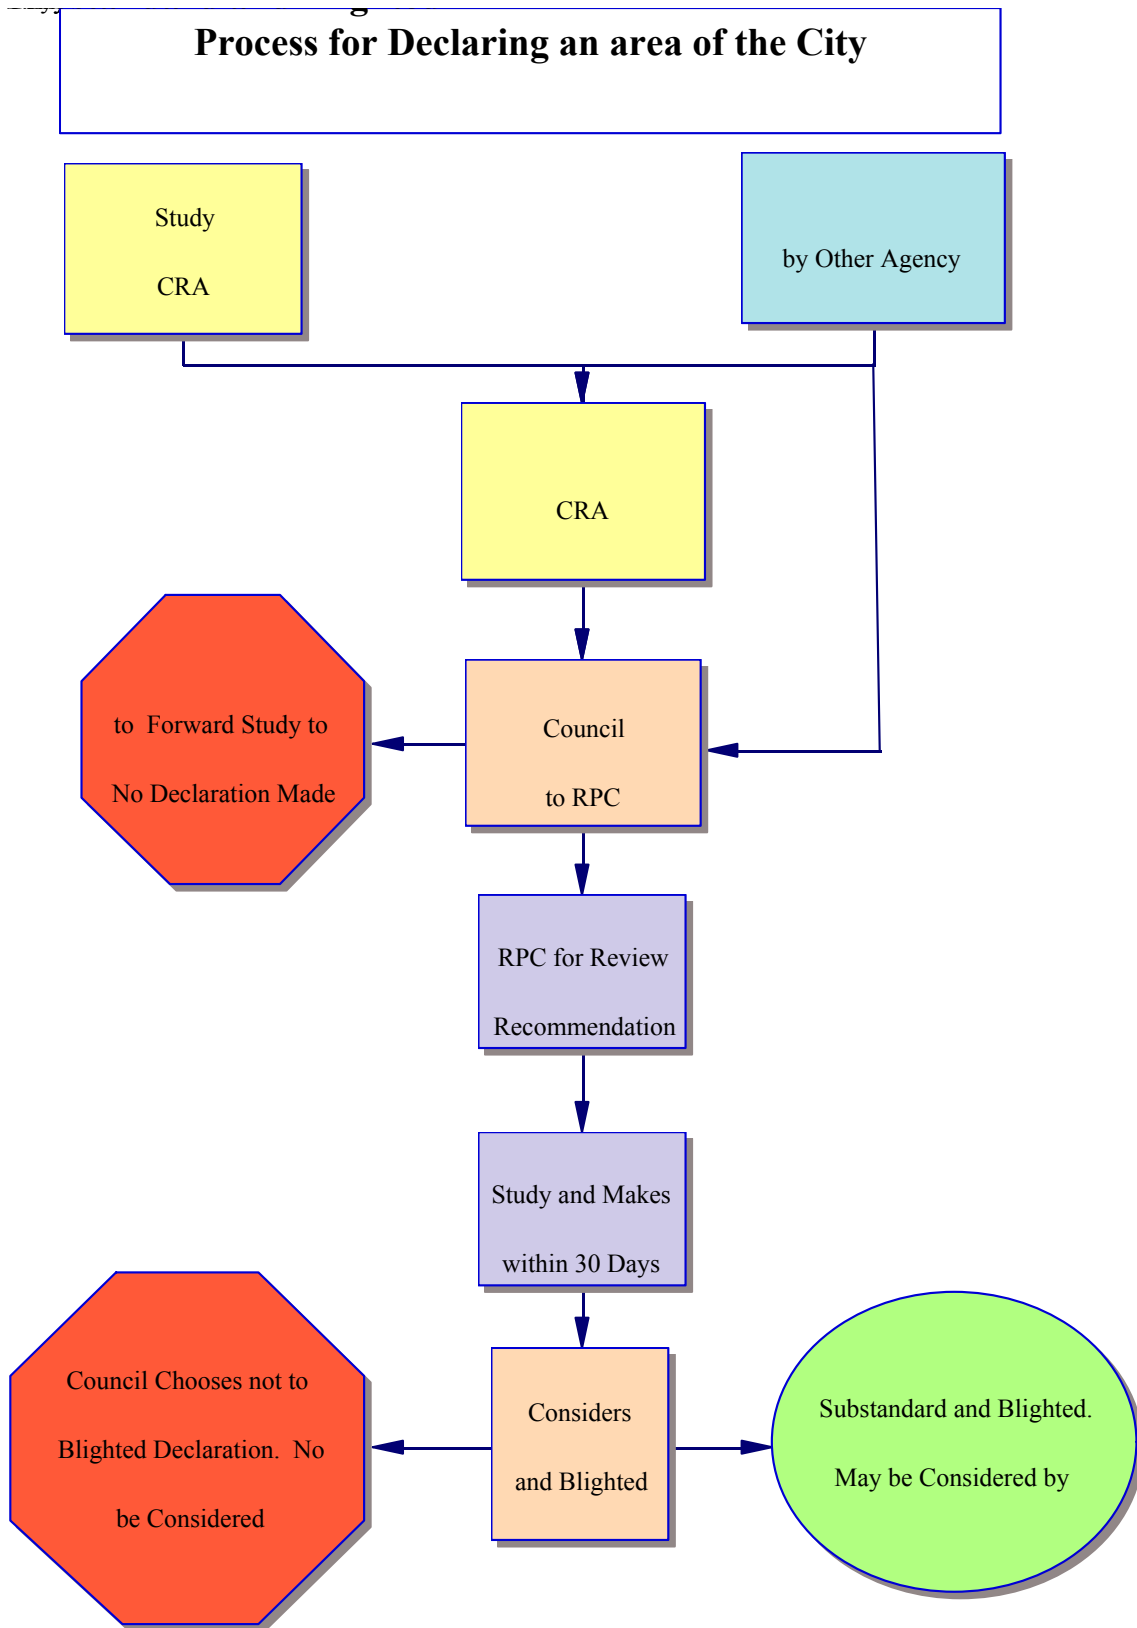 Process for Declaring an area of the City
Study
CRA
by Other Agency
CRA
Council
to RPC
to Forward Study to
No Declaration Made
RPC for Review
Recommendation
Study and Makes
within 30 Days
Council Chooses not to
Blighted Declaration. No
be Considered
Considers
and Blighted
Substandard and Blighted.
May be Considered by